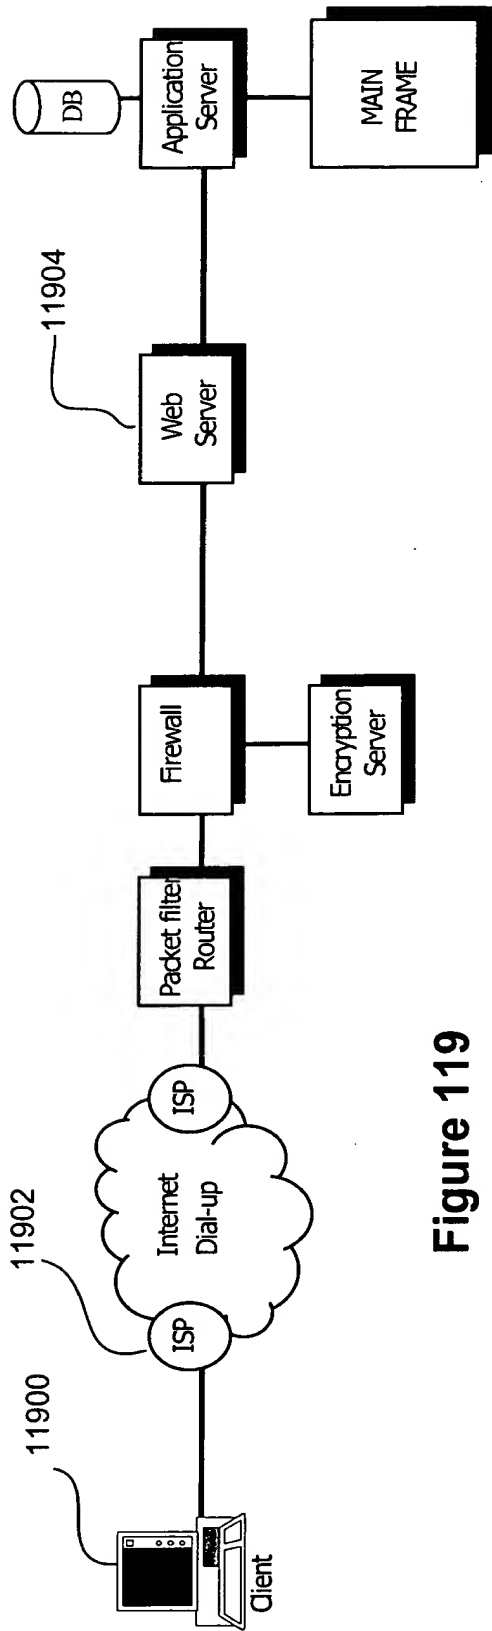 11900
Client
11902
ISP
Internet
Dial-up
ISP
Packet filter
Router
Firewall
Encryption
Server
11904
Web
Server
DB
Application
Server
MAIN
FRAME
Figure 119